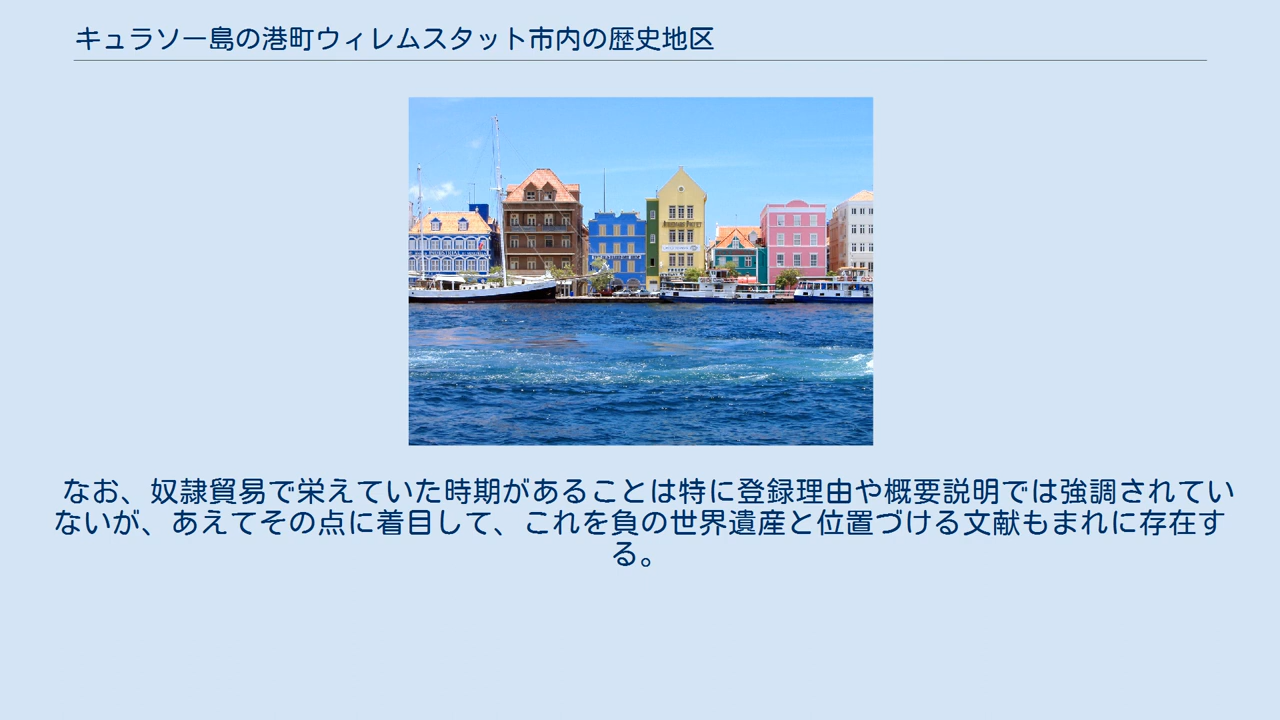 キュラソー島の港町ウィレムスタット市内の歴史地区
なお、奴隷貿易で栄えていた時期があることは特に登録理由や概要説明では強調されてい
ないが、あえてその点に着目して、これを負の世界遺産と位置づける文献もまれに存在す
る。